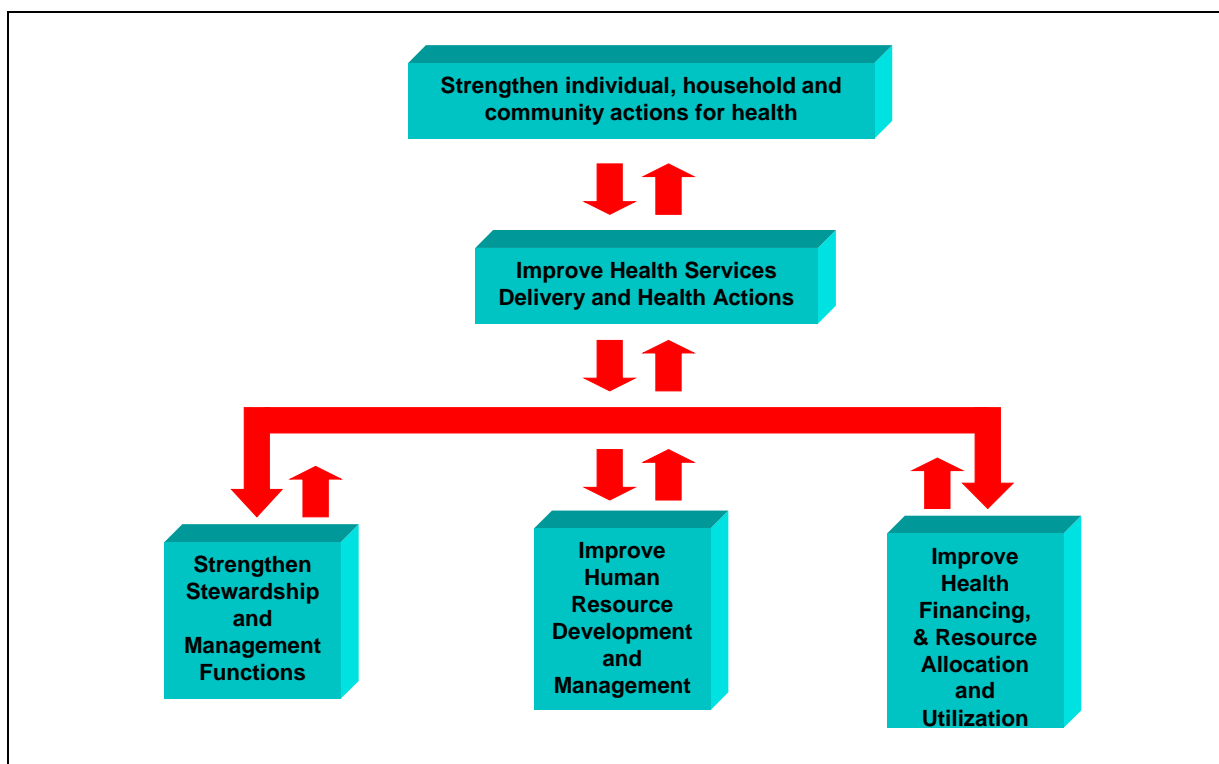 Strengthen individual, household and
community actions for health
Improve Health Services
Delivery and Health Actions
Strengthen
Stewardship
and
Management
Functions
Improve
Human
Resource
Development
and
Management
Improve
Health
Financing,
& Resource
Allocation
and
Utilization